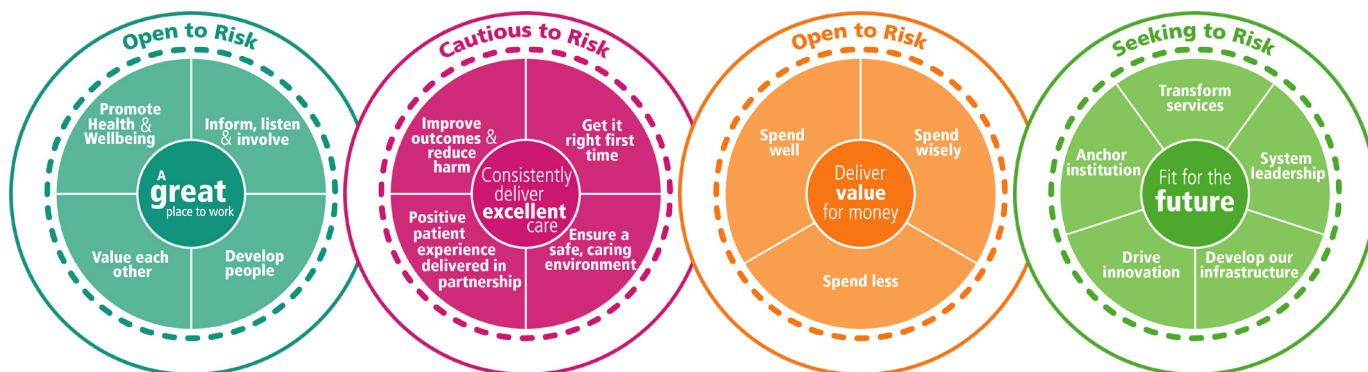 Open to Risk
Promote
Health &
Wellbeing
Inform, listen
& involve
A
great
place to work
Value each
other
Develop
people
Cautious to Risk
Improve
outcomes &
reduce
harm
Get it
right first
time
Consistently
deliver
excellent
care
Positive
patient
experience
delivered in
partnership
Ensure a
safe, caring
environment
Open to Risk
Spend
well
Spend
wisely
Deliver
value
for money
Spend less
Seeking to Risk
Transform
services
Anchor
institution
System
leadership
Fit for the
future
Drive
innovation
Develop our
infrastructure